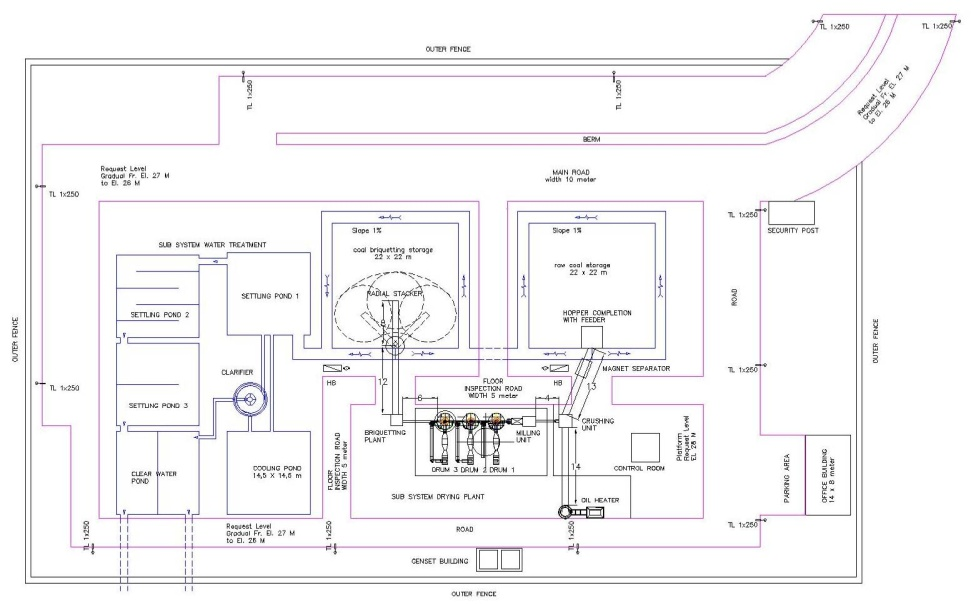 TL 1x250
TL 1x250
OUTER FENCE
Request Level
Gradual Fr. El. 27 M
to El. 26 M
TL 1x250
TL 1x250
BERM
Request Level
Gradual Fr. El. 27 M
to El. 26 M
MAIN ROAD
width 10 meter
TL 1x250
TL 1x250
SECURITY POST
Slope 1%
Slope 1%
SUB SYSTEM WATER TREATMENT
coal briquetting storage
22 x 22 m
raw coal storage
22 x 22 m
SETTLING POND 1
RADIAL STACKER
ROAD
SETTLING POND 2
HOPPER COMPLETION
WITH FEEDER
OUTER FENCE
OUTER FENCE
CLARIFIER
HB
HB
MAGNET SEPARATOR
TL 1x250
TL 1x250
12
FLOOR
INSPECTION ROAD
WIDTH 5 meter
13
6
4
SETTLING POND 3
BRIQUETTING
PLANT
MILLING
UNIT
CRUSHING
UNIT
Platform
Request Level
EL 28 M
FLOOR
INSPECTION ROAD
WIDTH 5 meter
DRUM 3
DRUM 2
DRUM 1
14
CONTROL ROOM
CLEAR WATER
POND
COOLING POND
14,5 X 14,5 m
PARKING AREA
OFFICE BUILDING
14 x 8 meter
SUB SYSTEM DRYING PLANT
OIL HEATER
TL 1x250
Request Level
Gradual Fr. El. 27 M
to El. 26 M
ROAD
TL 1x250
TL 1x250
TL 1x250
GENSET BUILDING
OUTER FENCE